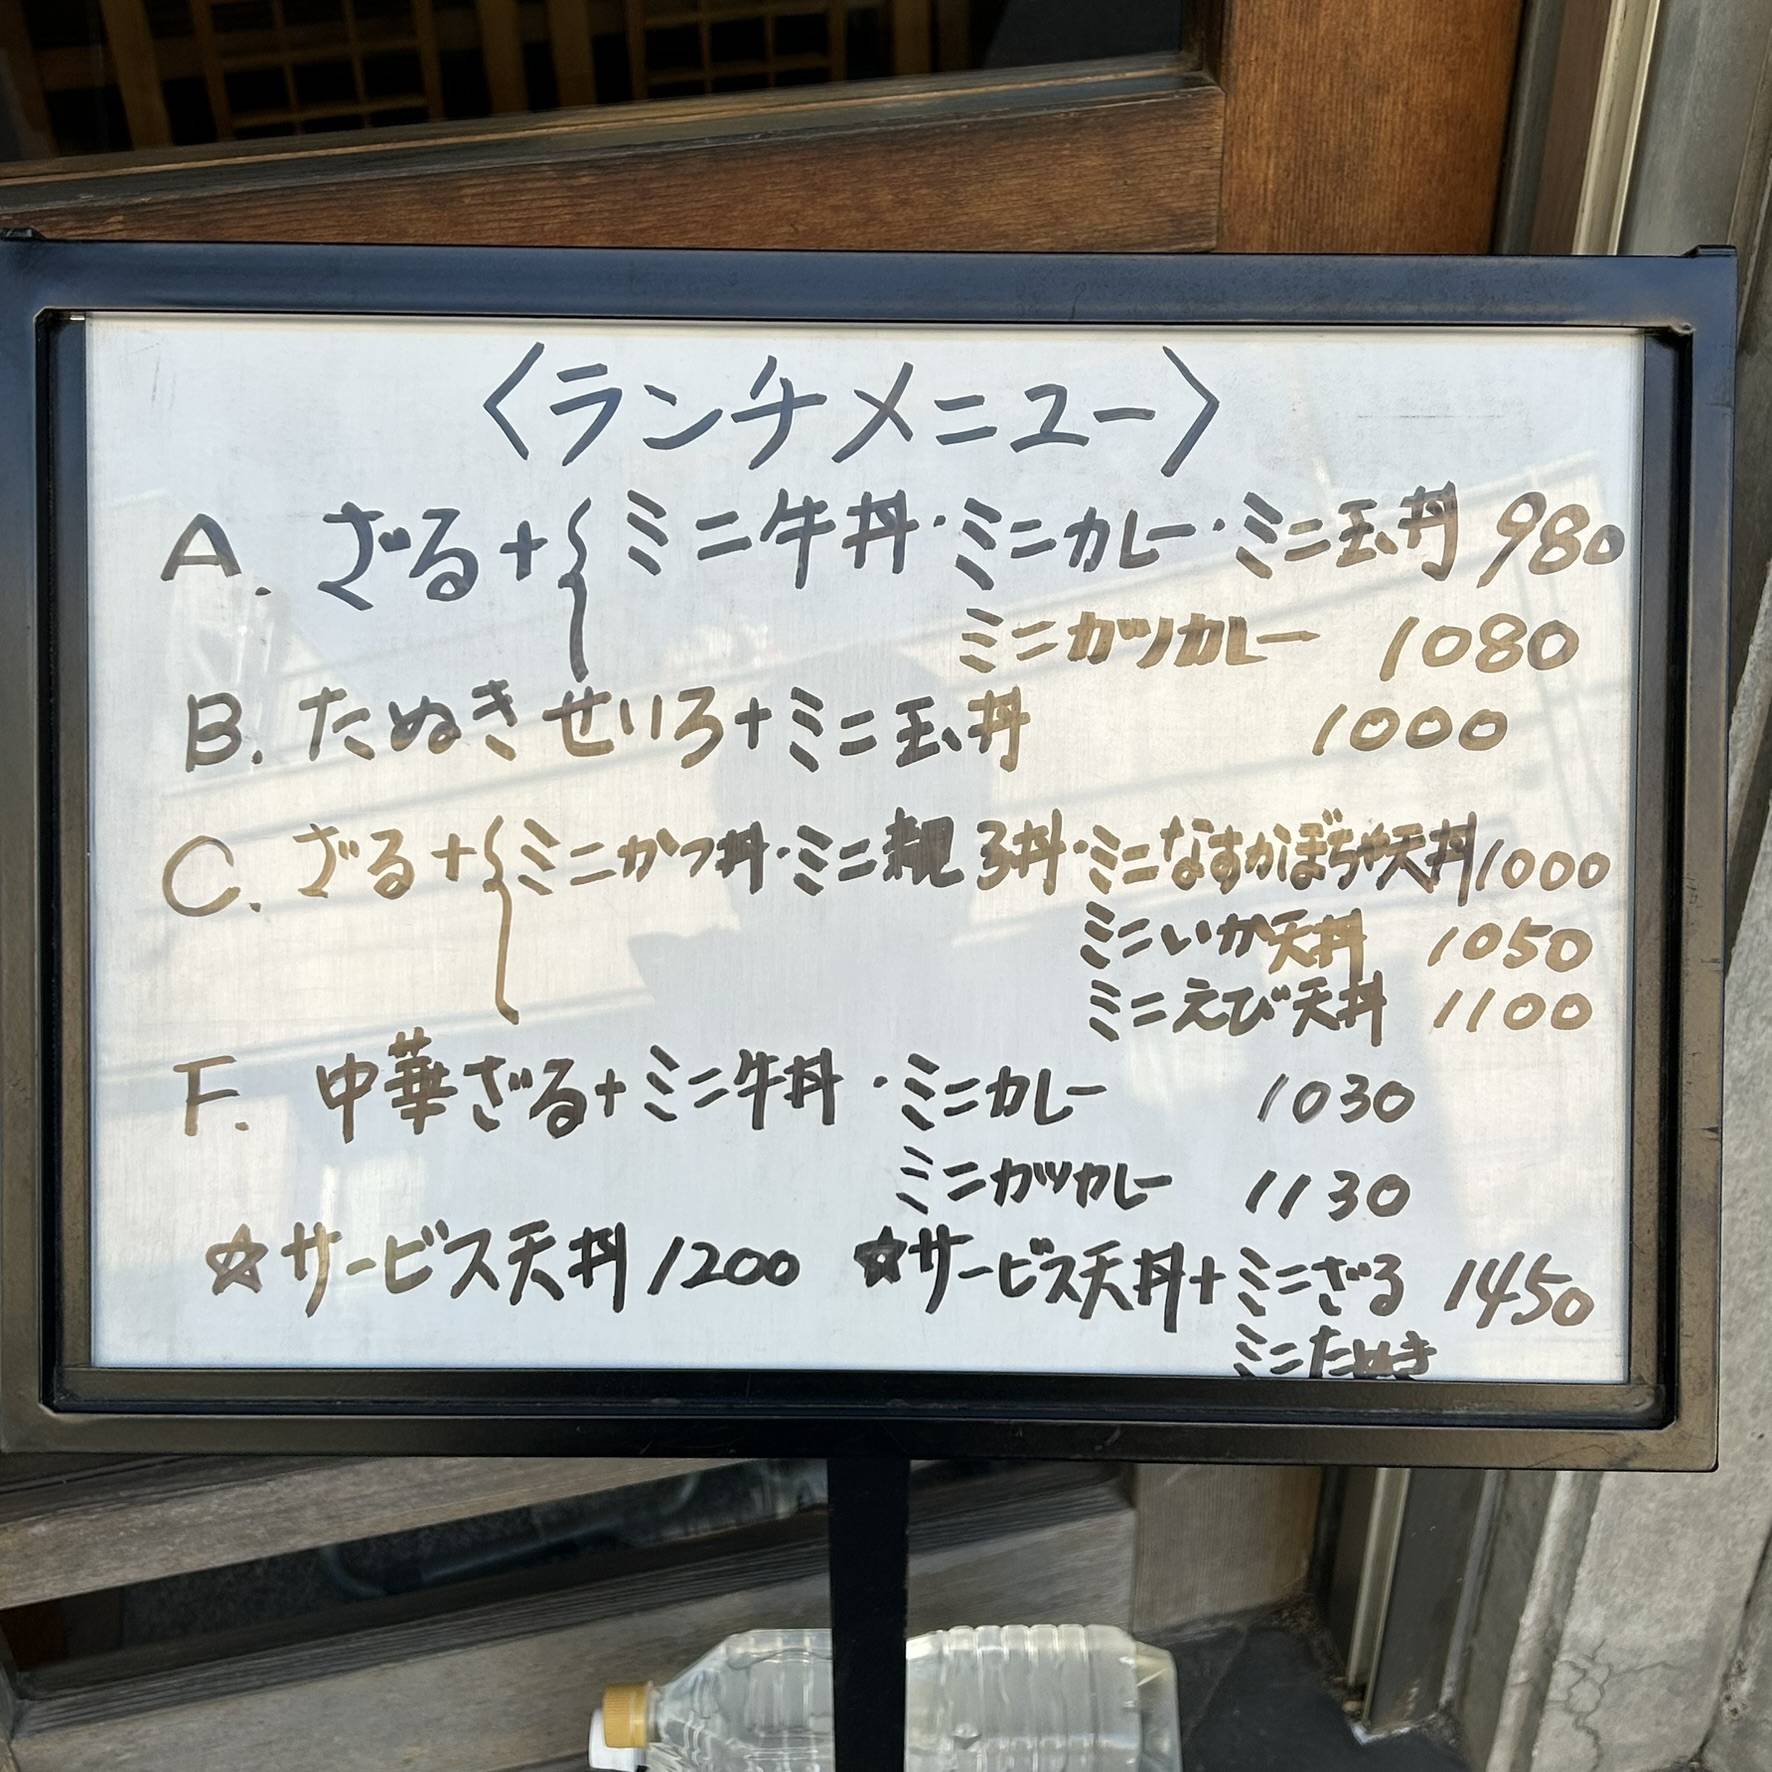 〈ランチメニュー〉
A. ざる+{ミニ牛丼・ミニカレー・ミニ玉丼 980
ミニカツカレー 1080
B. たぬきせいろ+ミニ玉丼 1000
C. ざる+{ミニかつ丼・ミニ親子丼・ミニなすかぼちゃ天丼 1000
ミニいか天丼 1050
ミニえび天丼 1100
F. 中華ざる+ミニ牛丼・ミニカレー 1030
ミニカツカレー 1130
☆サービス天丼 1200 ☆サービス天丼+ミニざる 1450
ミニたぬき